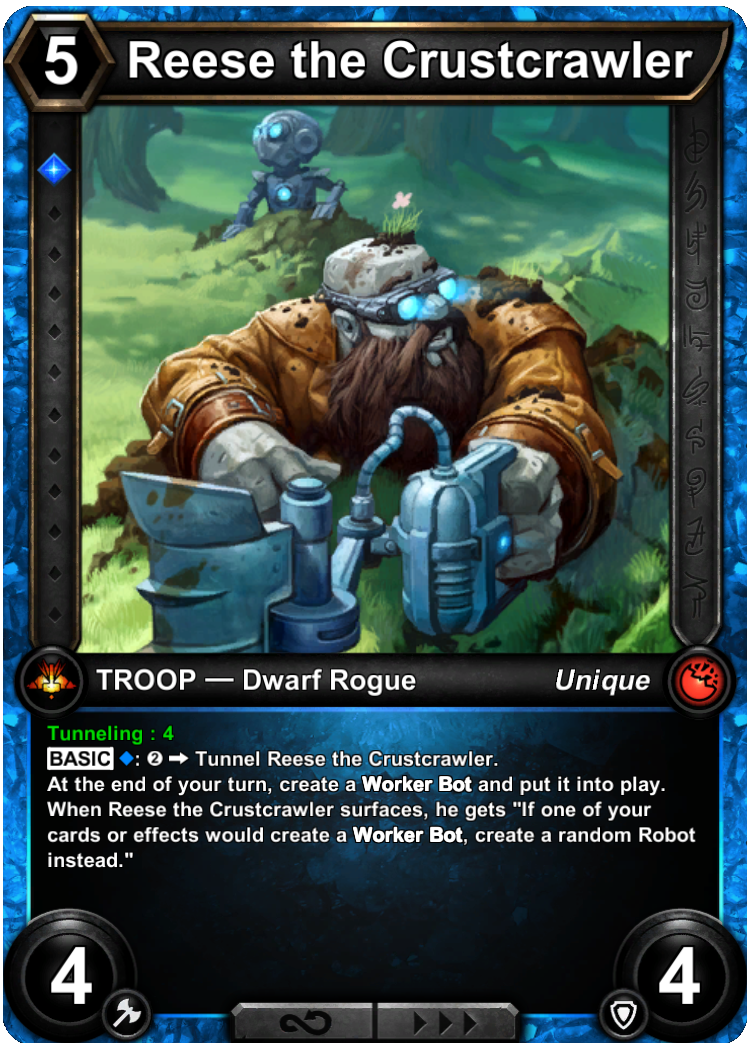 5 Reese the Crustcrawler
TROOP — Dwarf Rogue Unique
Tunneling : 4
BASIC ◆: ❷ ➡ Tunnel Reese the Crustcrawler.
At the end of your turn, create a Worker Bot and put it into play.
When Reese the Crustcrawler surfaces, he gets "If one of your
cards or effects would create a Worker Bot, create a random Robot
instead."
4 4